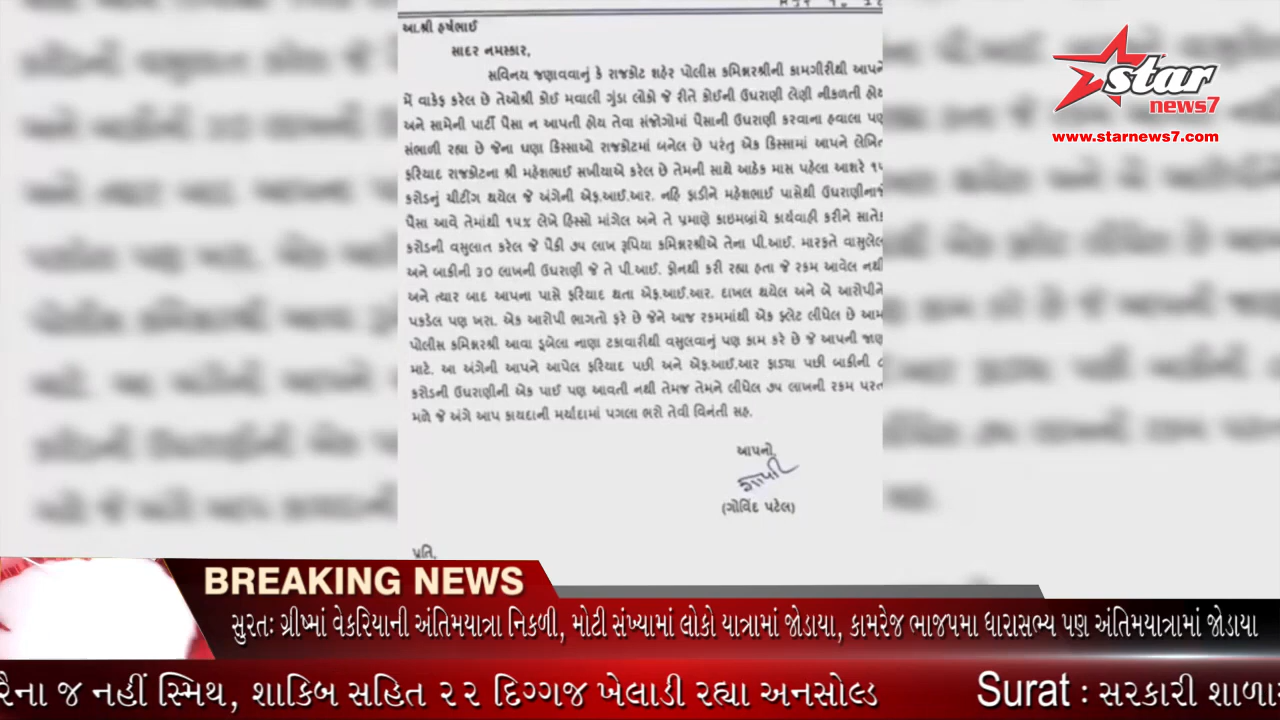 આ.શ્રી હર્ષભાઈ
સાદર નમસ્કાર,
સવિનય જણાવવાનું કે રાજકોટ શહેર પોલીસ કમિશ્નરશ્રીની કામગીરીથી આપને
મેં વાકેફ કરેલ છે તેઓશ્રી કોઈ મવાલી ગુંડા લોકો જે રીતે કોઈની ઉઘરાણી લેણી નીકળતી હોય
અને સામેની પાર્ટી પૈસા ન આપતી હોય તેવા સંજોગોમાં પૈસાની ઉઘરાણી કરવાના હવાલા પણ
સંભાળી રહ્યા છે જેના ઘણા કિસ્સાઓ રાજકોટમાં બનેલ છે પરંતુ એક કિસ્સામાં આપને લેખિત
ફરિયાદ રાજકોટના શ્રી મહેશભાઈ સખીયાએ કરેલ છે તેમની સાથે આઠેક માસ પહેલા આશરે ૧૫
કરોડનું ચીટીંગ થયેલ જે અંગેની એફ.આઈ.આર. નહિ ફાડીને મહેશભાઈ પાસેથી ઉઘરાણીનાજે
પૈસા આવે તેમાંથી ૧૫% લેખે હિસ્સો માંગેલ અને તે પ્રમાણે ક્રાઇમબ્રાંચે કાર્યવાહી કરીને સાતેક
કરોડની વસુલાત કરેલ જે પૈકી ૭૫ લાખ રૂપિયા કમિશ્નરશ્રીએ તેના પી.આઈ. મારફતે વાસુલેલ
અને બાકીની ૩૦ લાખની ઉઘરાણી જે તે પી.આઈ. ફોનથી કરી રહ્યા હતા જે રકમ આવેલ નથી
અને ત્યાર બાદ આપના પાસે ફરિયાદ થતા એફ.આઈ.આર. દાખલ થયેલ અને બે આરોપીને
પકડેલ પણ ખરા. એક આરોપી ભાગતો ફરે છે જેને આજ રકમમાંથી એક ફ્લેટ લીધેલ છે આમ
પોલીસ કમિશ્નરશ્રી આવા ડૂબેલા નાણા ટકાવારીથી વસુલવાનું પણ કામ કરે છે જે આપની જાણ
માટે. આ અંગેની આપને આપેલ ફરિયાદ પછી અને એફ.આઈ.આર ફાડ્યા પછી બાકીની
કરોડની ઉઘરાણીની એક પાઈ પણ આવતી નથી તેમજ તેમને લીધેલ ૭૫ લાખની રકમ પરત
મળે જે અંગે આપ કાયદાની મર્યાદામાં પગલા ભરો તેવી વિનંતી સહ.
આપનો,
(ગોવિંદ પટેલ)
પ્રતિ,
star
news7
www.starnews7.com
BREAKING NEWS
સુરતઃ ગ્રીષ્માં વેકરિયાની અંતિમયાત્રા નિકળી, મોટી સંખ્યામાં લોકો યાત્રામાં જોડાયા, કામરેજ ભાજપમા ધારાસભ્ય પણ અંતિમયાત્રામાં જોડાયા
રૈના જ નહીં સ્મિથ, શાકિબ સહિત ૨૨ દિગ્ગજ ખેલાડી રહ્યા અનસોલ્ડ Surat : સરકારી શાળા